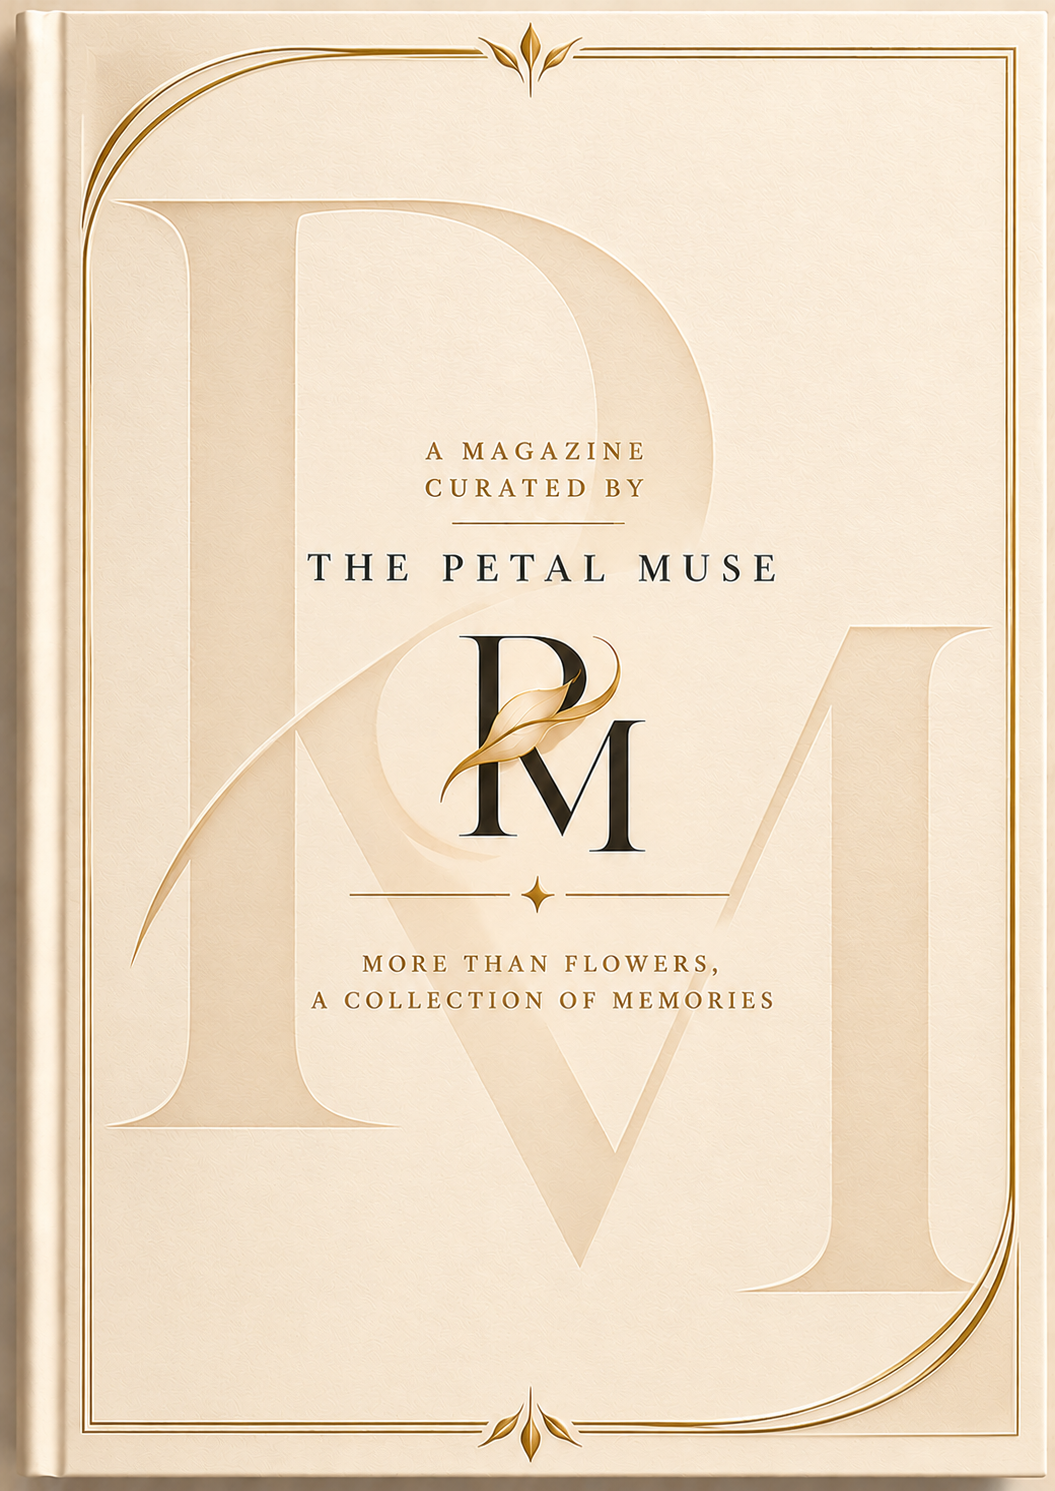 A MAGAZINE
CURATED BY
THE PETAL MUSE
PM
MORE THAN FLOWERS,
A COLLECTION OF MEMORIES